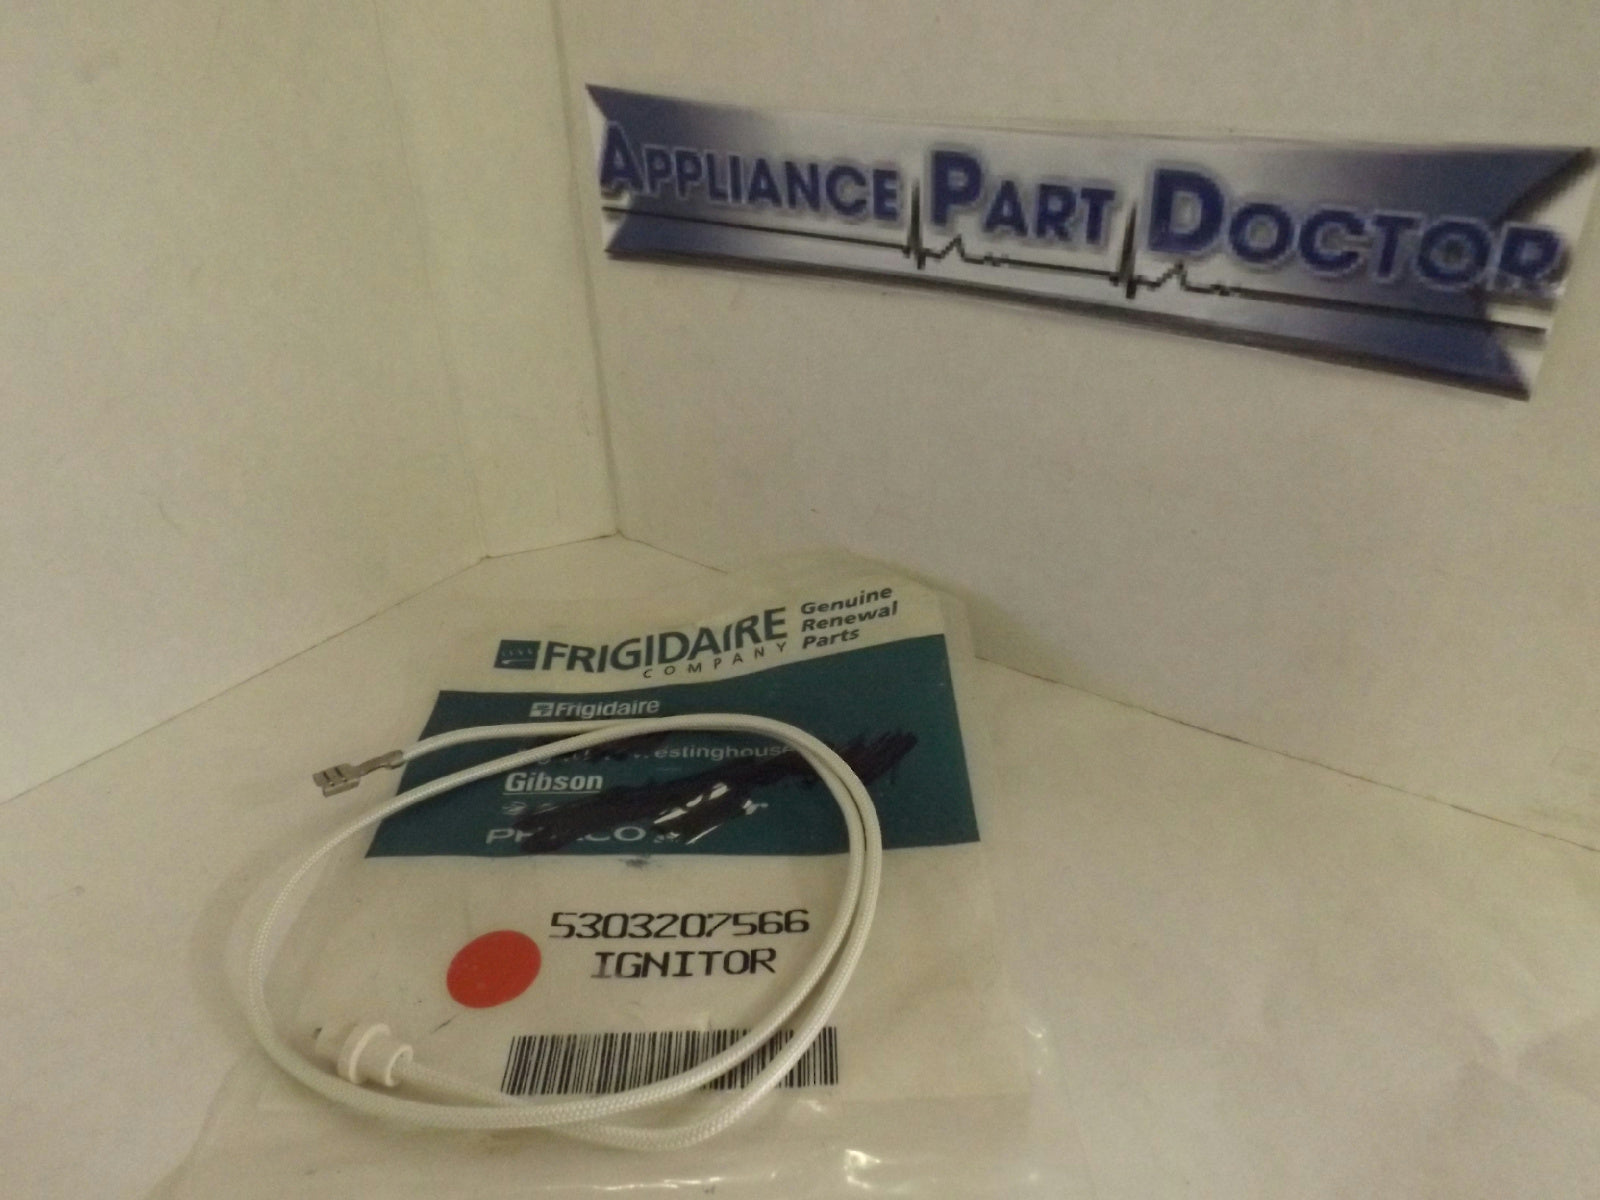 APPLIANCE PART DOCTOR
FRIGIDAIRE
COMPANY
Genuine
Renewal
Parts
Frigidaire
Gibson
5303207566
IGNITOR